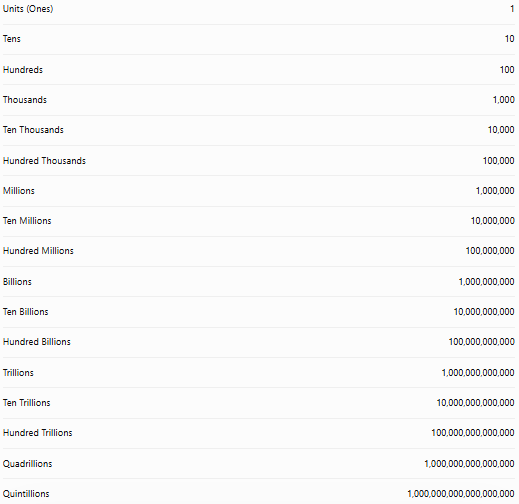 Units (Ones) 1
Tens 10
Hundreds 100
Thousands 1,000
Ten Thousands 10,000
Hundred Thousands 100,000
Millions 1,000,000
Ten Millions 10,000,000
Hundred Millions 100,000,000
Billions 1,000,000,000
Ten Billions 10,000,000,000
Hundred Billions 100,000,000,000
Trillions 1,000,000,000,000
Ten Trillions 10,000,000,000,000
Hundred Trillions 100,000,000,000,000
Quadrillions 1,000,000,000,000,000
Quintillions 1,000,000,000,000,000,000